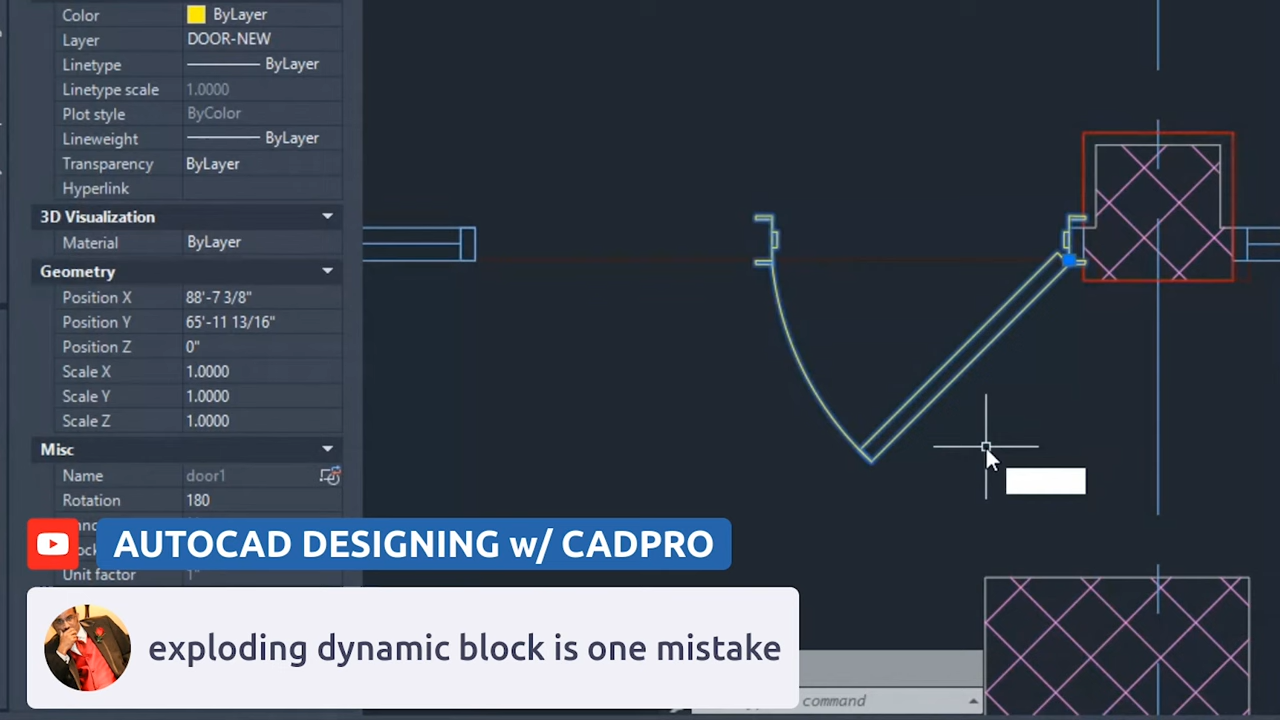 Color ByLayer
Layer DOOR-NEW
Linetype ByLayer
Linetype scale 1.0000
Plot style ByColor
Lineweight ByLayer
Transparency ByLayer
Hyperlink
3D Visualization
Material ByLayer
Geometry
Position X 88'-7 3/8"
Position Y 65'-11 13/16"
Position Z 0"
Scale X 1.0000
Scale Y 1.0000
Scale Z 1.0000
Misc
Name door1
Rotation 180
AUTOCAD DESIGNING w/ CADPRO
Unit factor 1"
exploding dynamic block is one mistake
command